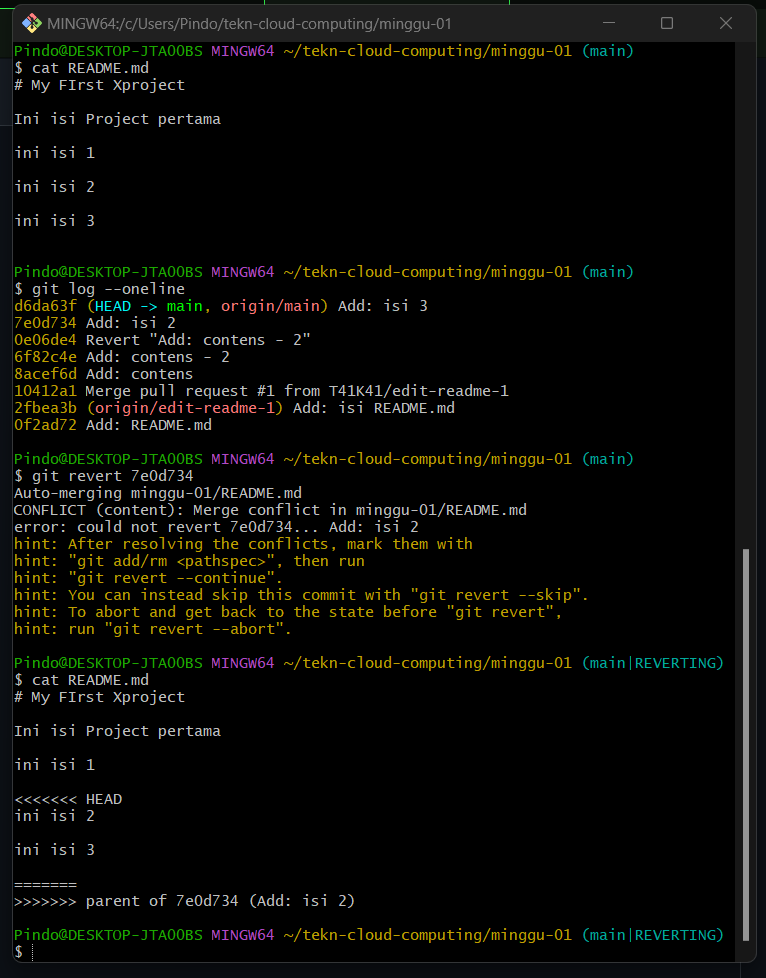 MINGW64:/c/Users/Pindo/tekn-cloud-computing/minggu-01
Pindo@DESKTOP-JTA00BS MINGW64 ~/tekn-cloud-computing/minggu-01 (main)
$ cat README.md
# My FIrst Xproject
Ini isi Project pertama
ini isi 1
ini isi 2
ini isi 3
Pindo@DESKTOP-JTA00BS MINGW64 ~/tekn-cloud-computing/minggu-01 (main)
$ git log --oneline
d6da63f (HEAD -> main, origin/main) Add: isi 3
7e0d734 Add: isi 2
0e06de4 Revert "Add: contens - 2"
6f82c4e Add: contens - 2
8acef6d Add: contens
10412a1 Merge pull request #1 from T41K41/edit-readme-1
2fbea3b (origin/edit-readme-1) Add: isi README.md
0f2ad72 Add: README.md
Pindo@DESKTOP-JTA00BS MINGW64 ~/tekn-cloud-computing/minggu-01 (main)
$ git revert 7e0d734
Auto-merging minggu-01/README.md
CONFLICT (content): Merge conflict in minggu-01/README.md
error: could not revert 7e0d734... Add: isi 2
hint: After resolving the conflicts, mark them with
hint: "git add/rm <pathspec>", then run
hint: "git revert --continue".
hint: You can instead skip this commit with "git revert --skip".
hint: To abort and get back to the state before "git revert",
hint: run "git revert --abort".
Pindo@DESKTOP-JTA00BS MINGW64 ~/tekn-cloud-computing/minggu-01 (main|REVERTING)
$ cat README.md
# My FIrst Xproject
Ini isi Project pertama
ini isi 1
<<<<<<< HEAD
ini isi 2
ini isi 3
=======
>>>>>>> parent of 7e0d734 (Add: isi 2)
Pindo@DESKTOP-JTA00BS MINGW64 ~/tekn-cloud-computing/minggu-01 (main|REVERTING)
$